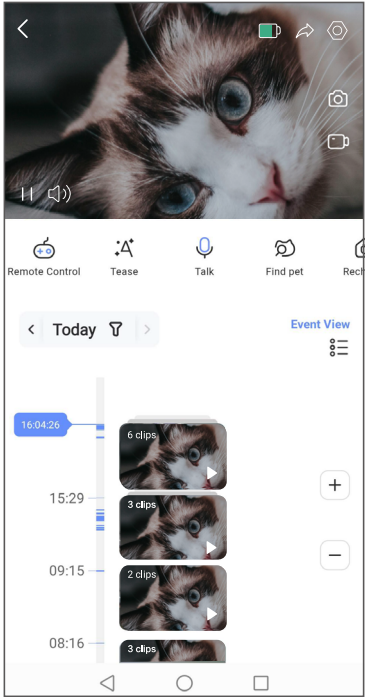 Remote Control
Tease
Talk
Find pet
Rech
Today
Event View
16:04:26
6 clips
15:29
3 clips
09:15
2 clips
08:16
3 clips